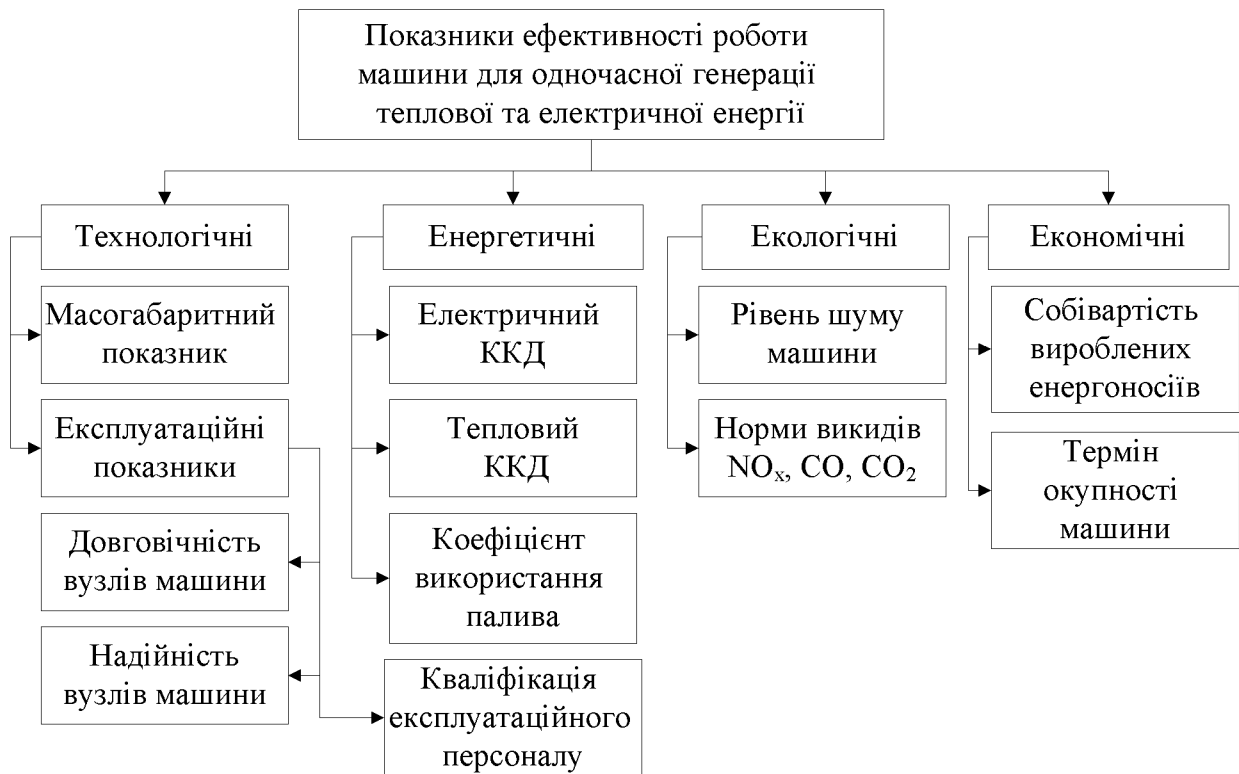 Показники ефективності роботи
машини для одночасної генерації
теплової та електричної енергії
Технологічні
Масогабаритний
показник
Експлуатаційні
показники
Довговічність
вузлів машини
Надійність
вузлів машини
Енергетичні
Електричний
ККД
Тепловий
ККД
Коефіцієнт
використання
палива
Кваліфікація
експлуатаційного
персоналу
Екологічні
Рівень шуму
машини
Норми викидів
NOₓ, CO, CO₂
Економічні
Собівартість
вироблених
енергоносіїв
Термін
окупності
машини